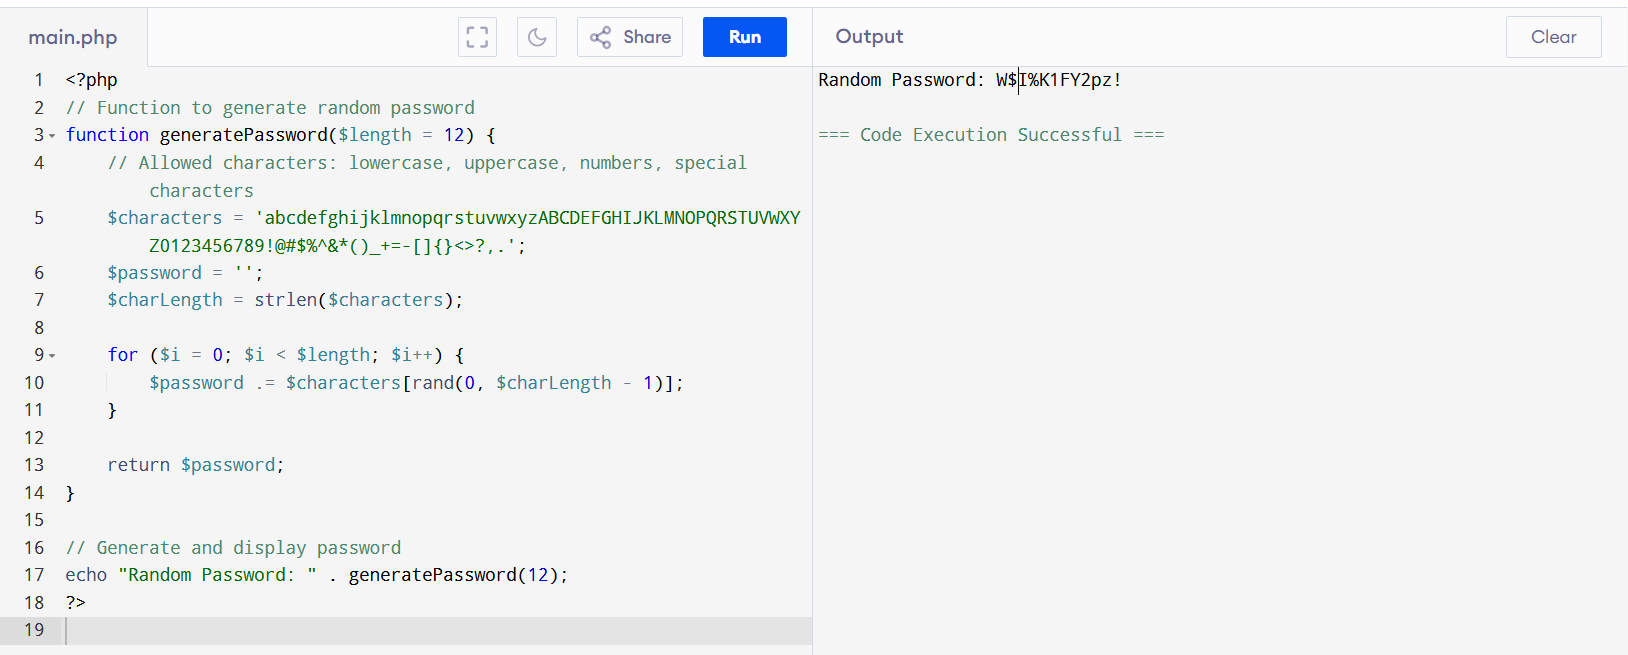 main.php
Share
Run
Output
Clear
1 <?php
2 // Function to generate random password
3 function generatePassword($length = 12) {
4     // Allowed characters: lowercase, uppercase, numbers, special
        characters
5     $characters = 'abcdefghijklmnopqrstuvwxyzABCDEFGHIJKLMNOPQRSTUVWXY
        Z0123456789!@#$%^&*()_+=-[]{}<>?,.';
6     $password = '';
7     $charLength = strlen($characters);
8
9     for ($i = 0; $i < $length; $i++) {
10         $password .= $characters[rand(0, $charLength - 1)];
11     }
12
13     return $password;
14 }
15
16 // Generate and display password
17 echo "Random Password: " . generatePassword(12);
18 ?>
19
Random Password: W$I%K1FY2pz!
=== Code Execution Successful ===